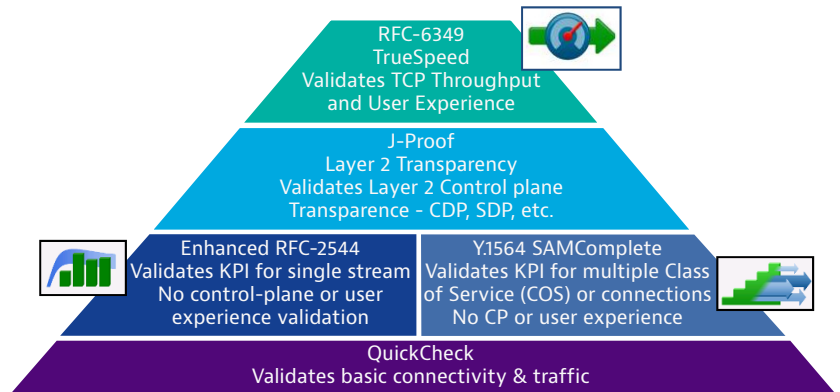 RFC-6349
TrueSpeed
Validates TCP Throughput
and User Experience
J-Proof
Layer 2 Transparency
Validates Layer 2 Control plane
Transparence - CDP, SDP, etc.
Enhanced RFC-2544
Validates KPI for single stream
No control-plane or user
experience validation
Y.1564 SAMComplete
Validates KPI for multiple Class
of Service (COS) or connections
No CP or user experience
QuickCheck
Validates basic connectivity & traffic